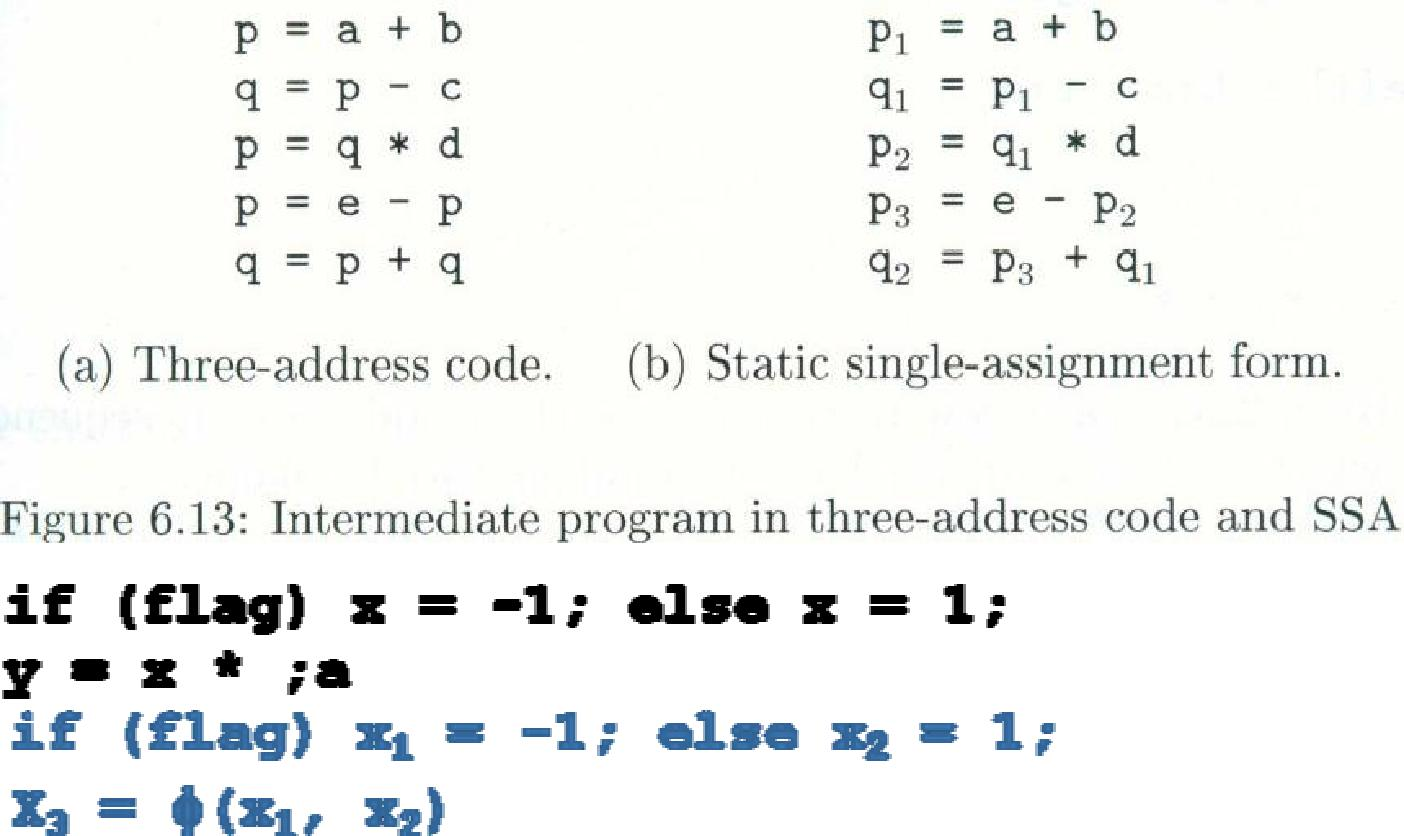 p = a + b
q = p - c
p = q * d
p = e - p
q = p + q
(a) Three-address code.
p₁ = a + b
q₁ = p₁ - c
p₂ = q₁ * d
p₃ = e - p₂
q₂ = p₃ + q₁
(b) Static single-assignment form.
Figure 6.13: Intermediate program in three-address code and SSA
if (flag) x = -1; else x = 1;
y = x * ;a
if (flag) x₁ = -1; else x₂ = 1;
X₃ = ϕ(x₁, x₂)